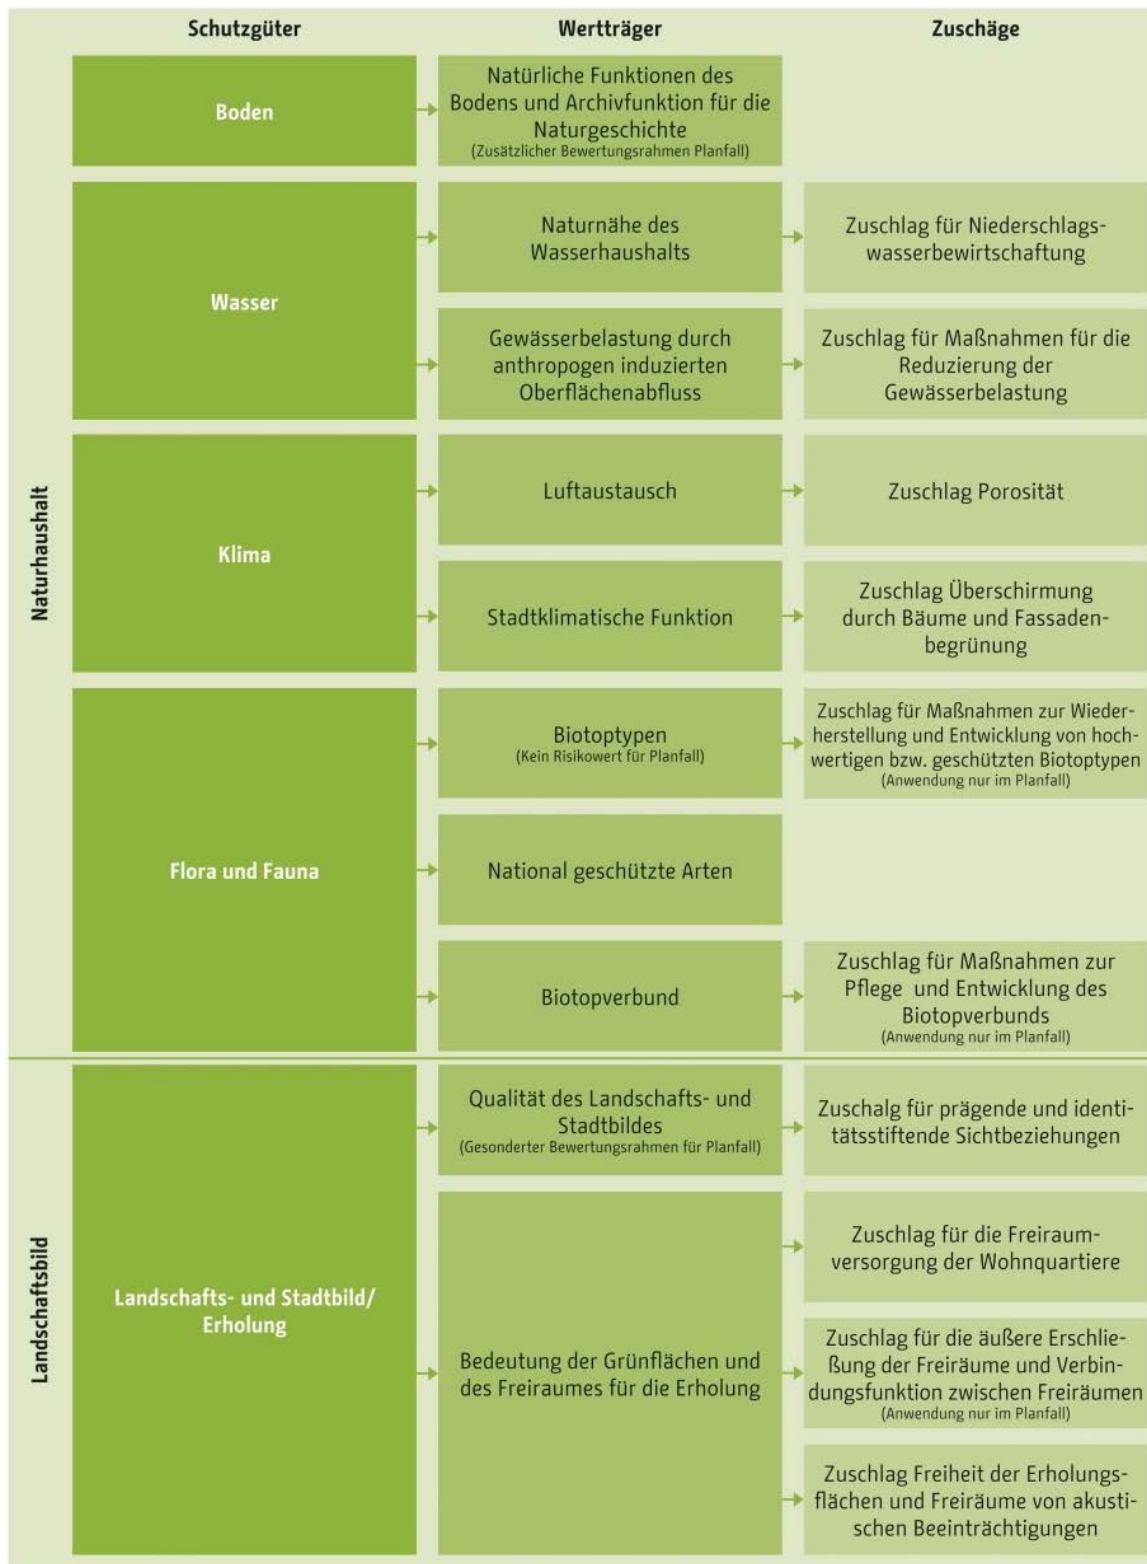 Schutzgüter
Wertträger
Zuschäge
Naturhaushalt
Boden
Natürliche Funktionen des
Bodens und Archivfunktion für die
Naturgeschichte
(Zusätzlicher Bewertungsrahmen Planfall)
Wasser
Naturnähe des
Wasserhaushalts
Zuschlag für Niederschlags-
wasserbewirtschaftung
Gewässerbelastung durch
anthropogen induzierten
Oberflächenabfluss
Zuschlag für Maßnahmen für die
Reduzierung der
Gewässerbelastung
Klima
Luftaustausch
Zuschlag Porosität
Stadtklimatische Funktion
Zuschlag Überschirmung
durch Bäume und Fassaden-
begrünung
Flora und Fauna
Biotoptypen
(Kein Risikowert für Planfall)
Zuschlag für Maßnahmen zur Wieder-
herstellung und Entwicklung von hoch-
wertigen bzw. geschützten Biotoptypen
(Anwendung nur im Planfall)
National geschützte Arten
Biotopverbund
Zuschlag für Maßnahmen zur
Pflege und Entwicklung des
Biotopverbunds
(Anwendung nur im Planfall)
Landschaftsbild
Landschafts- und Stadtbild/
Erholung
Qualität des Landschafts- und
Stadtbildes
(Gesonderter Bewertungsrahmen für Planfall)
Zuschalg für prägende und identi-
tätsstiftende Sichtbeziehungen
Bedeutung der Grünflächen und
des Freiraumes für die Erholung
Zuschlag für die Freiraum-
versorgung der Wohnquartiere
Zuschlag für die äußere Erschlie-
ßung der Freiräume und Verbin-
dungsfunktion zwischen Freiräumen
(Anwendung nur im Planfall)
Zuschlag Freiheit der Erholungs-
flächen und Freiräume von akusti-
schen Beeinträchtigungen